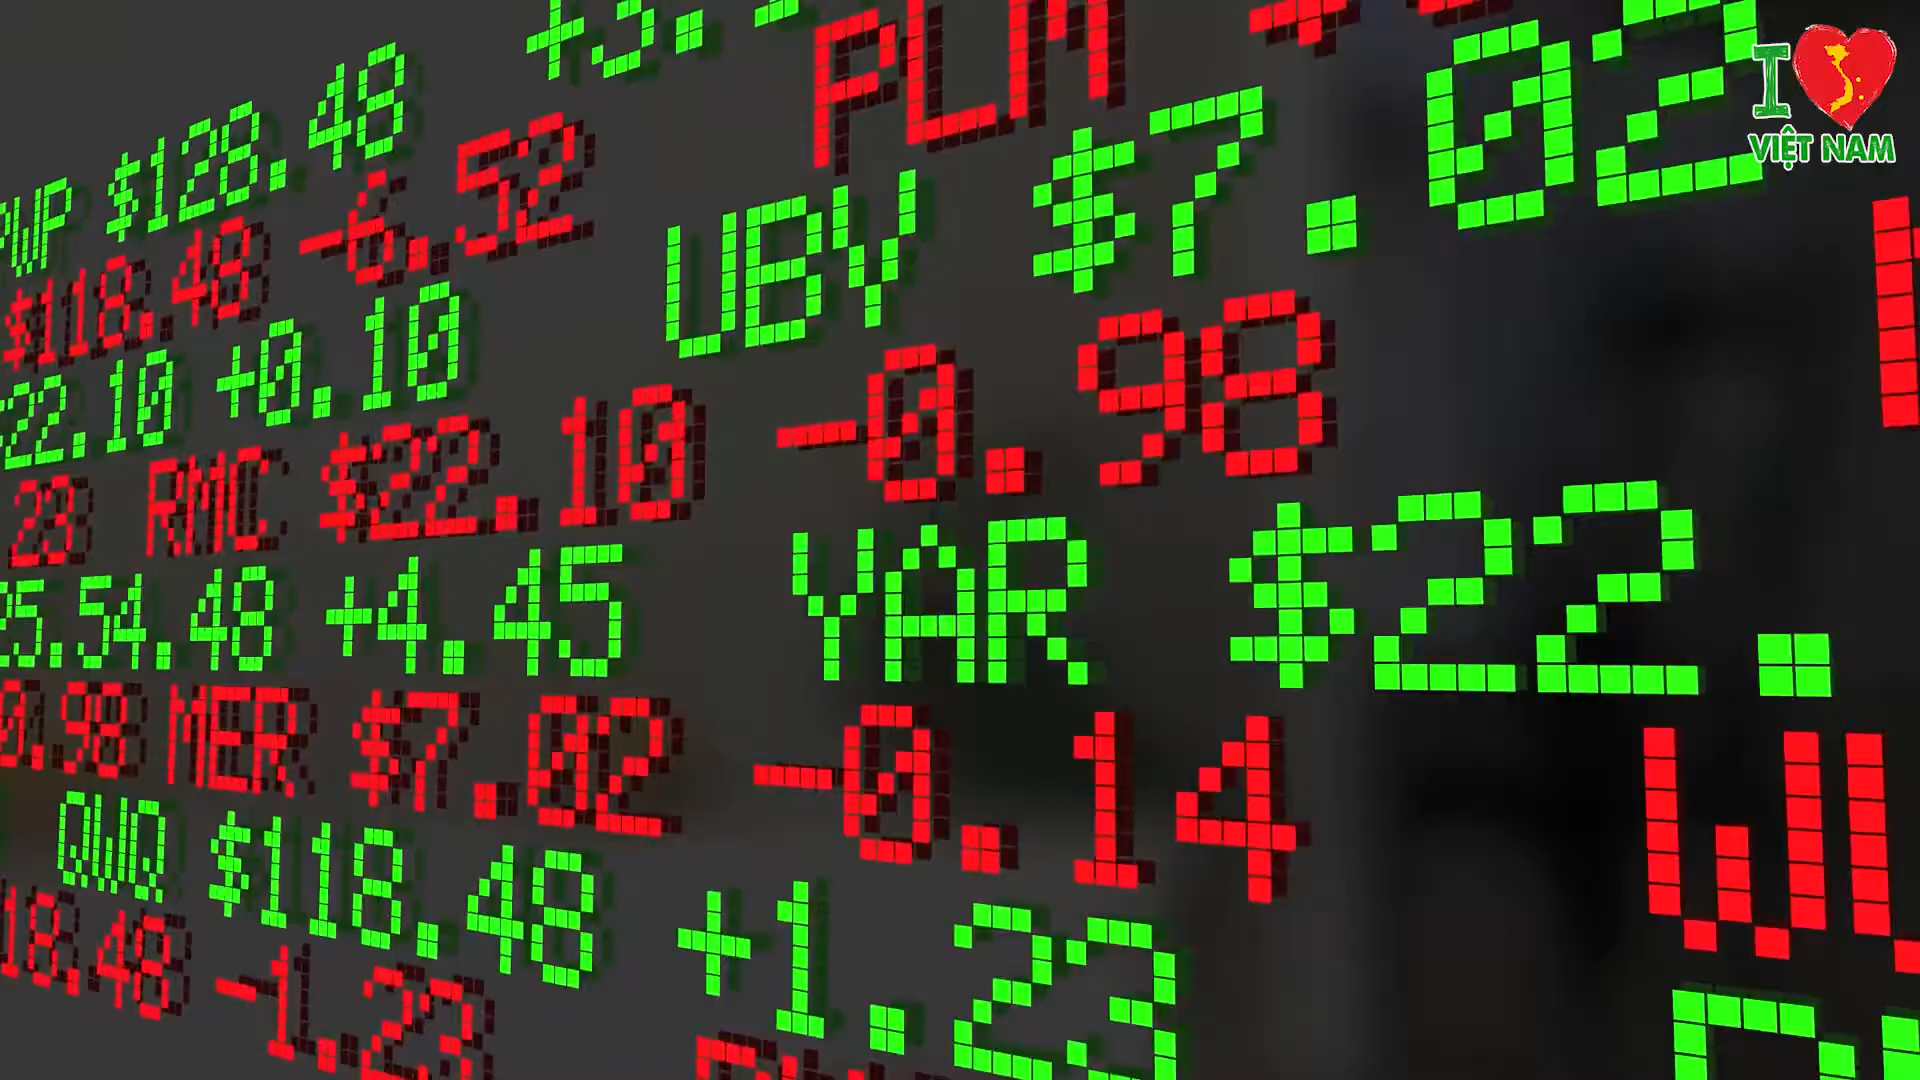 +3.
PLM
I
VIỆT NAM
PWP $128.48
$7.02
UBV
$118.48 -6.52
22.10 +0.10
-0.98
23 RMC $22.10
YAR $22.
5.54.48 +4.45
0.98 MER $7.02 -0.14
QWQ $118.48 +1.23
18.48 -1.23